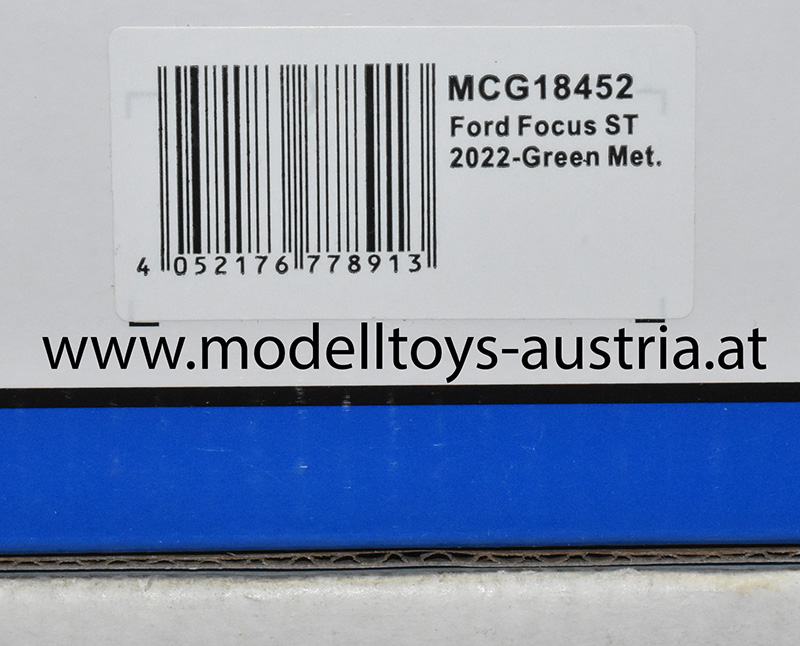 MCG18452
Ford Focus ST
2022-Green Met.
4 052176 778913
www.modelltoys-austria.at